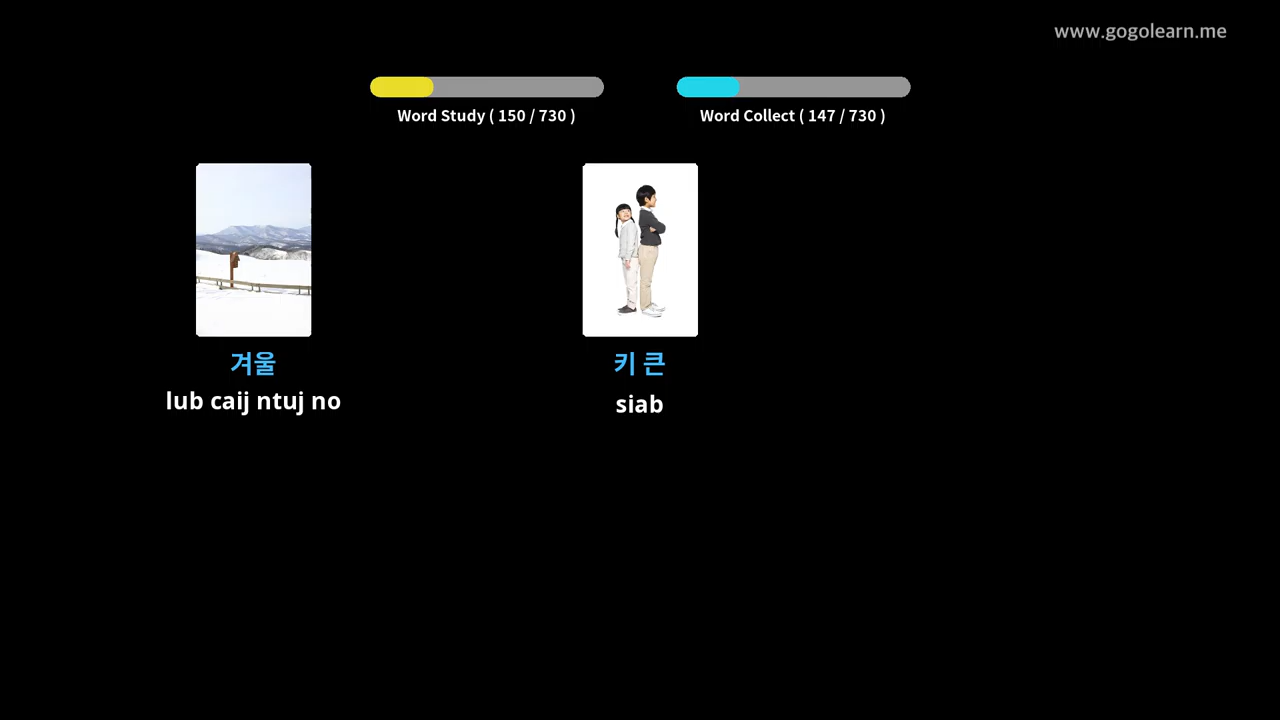 www.gogolearn.me
Word Study ( 150 / 730 )
Word Collect ( 147 / 730 )
겨울
lub caij ntuj no
키 큰
siab